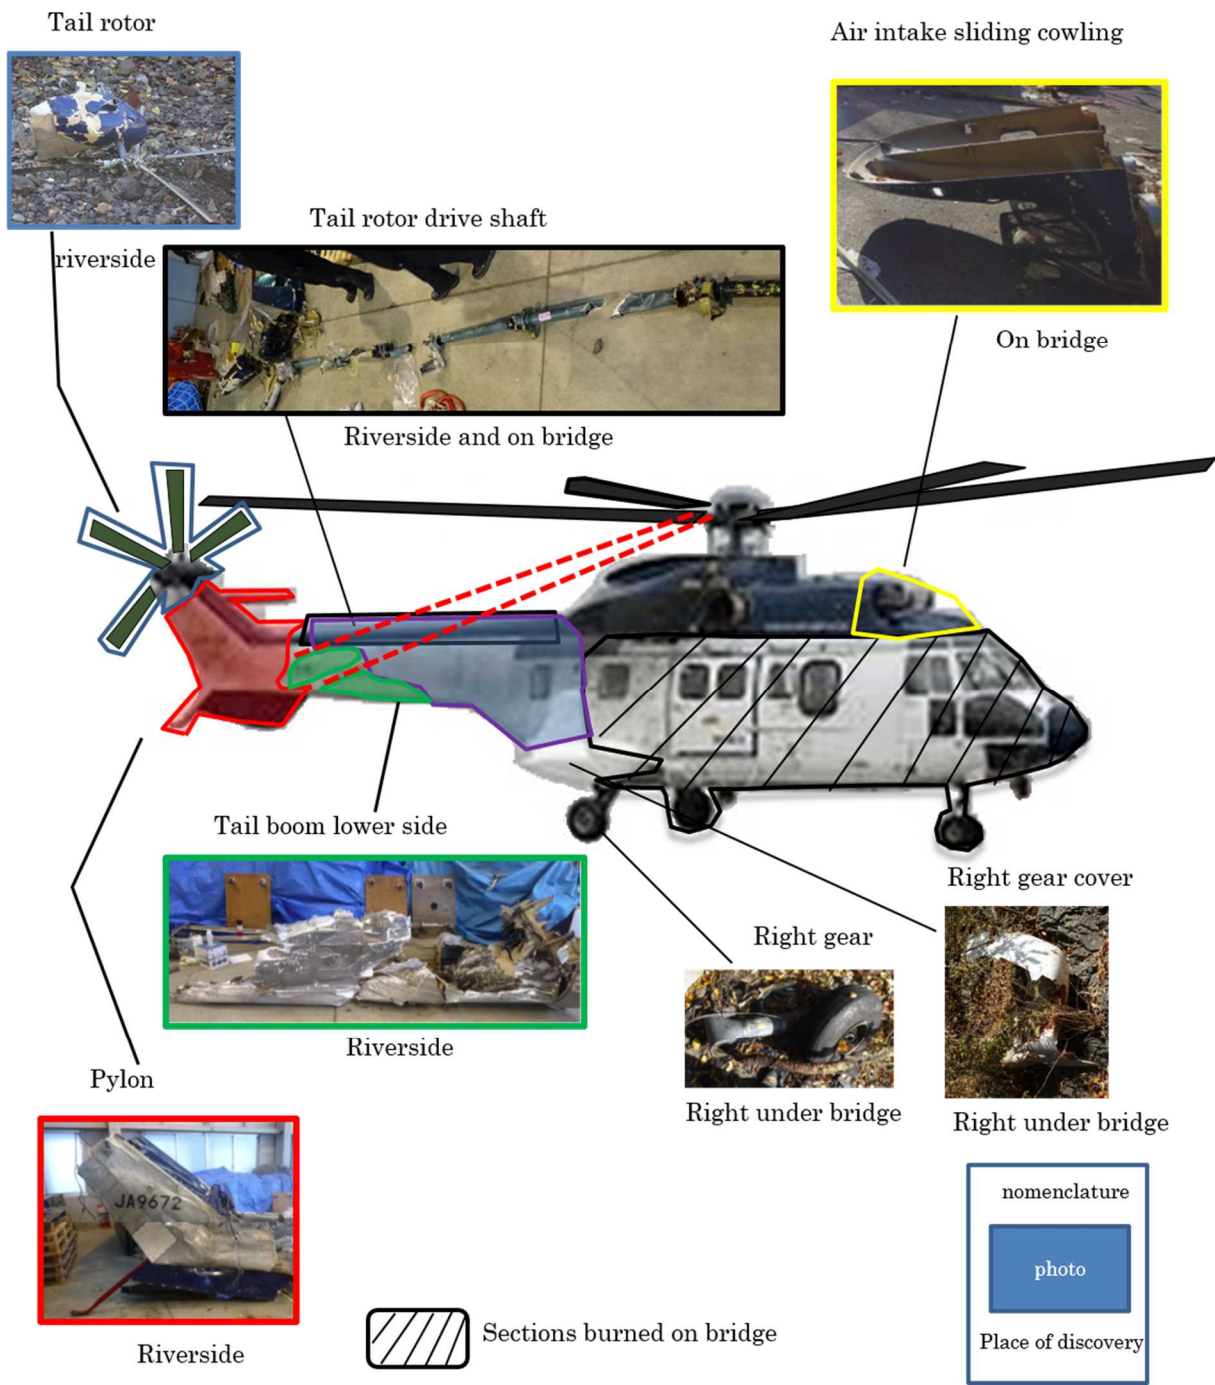 Tail rotor
Air intake sliding cowling
Tail rotor drive shaft
riverside
On bridge
Riverside and on bridge
Tail boom lower side
Right gear cover
Right gear
Riverside
Pylon
Right under bridge
Right under bridge
JA9672
nomenclature
photo
Place of discovery
Sections burned on bridge
Riverside